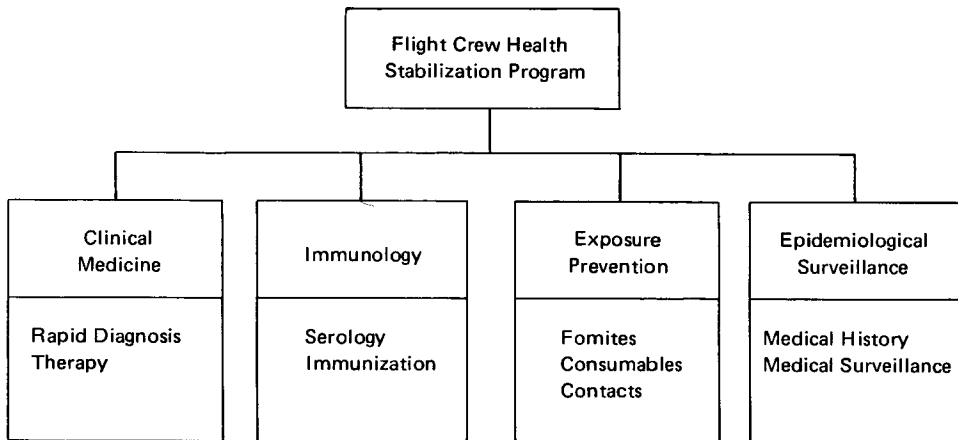 Flight Crew Health
Stabilization Program
Clinical
Medicine
Rapid Diagnosis
Therapy
Immunology
Serology
Immunization
Exposure
Prevention
Fomites
Consumables
Contacts
Epidemiological
Surveillance
Medical History
Medical Surveillance